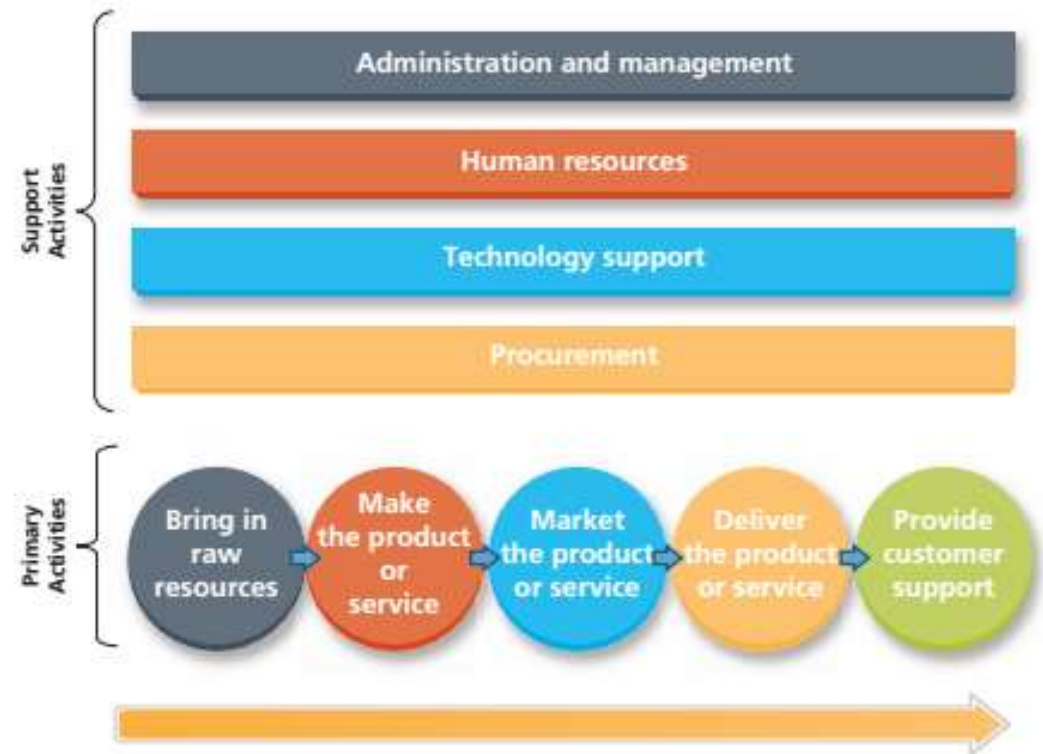 Support
Activities
Administration and management
Human resources
Technology support
Procurement
Primary
Activities
Bring in
raw
resources
Make
the product
or
service
Market
the product
or service
Deliver
the product
or service
Provide
customer
support